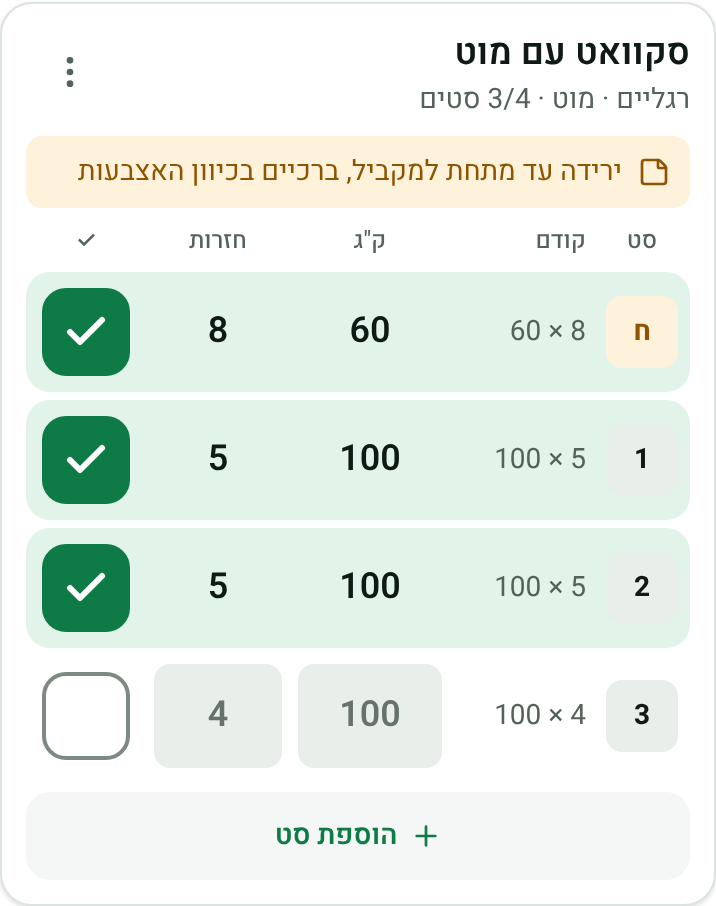 סקוואט עם מוט
רגליים · מוט · 3/4 סטים
ירידה עד מתחת למקביל, ברכיים בכיוון האצבעות
סט קודם ק"ג חזרות ✓
ח 60 × 8 60 8
1 100 × 5 100 5
2 100 × 5 100 5
3 100 × 4 100 4
+ הוספת סט